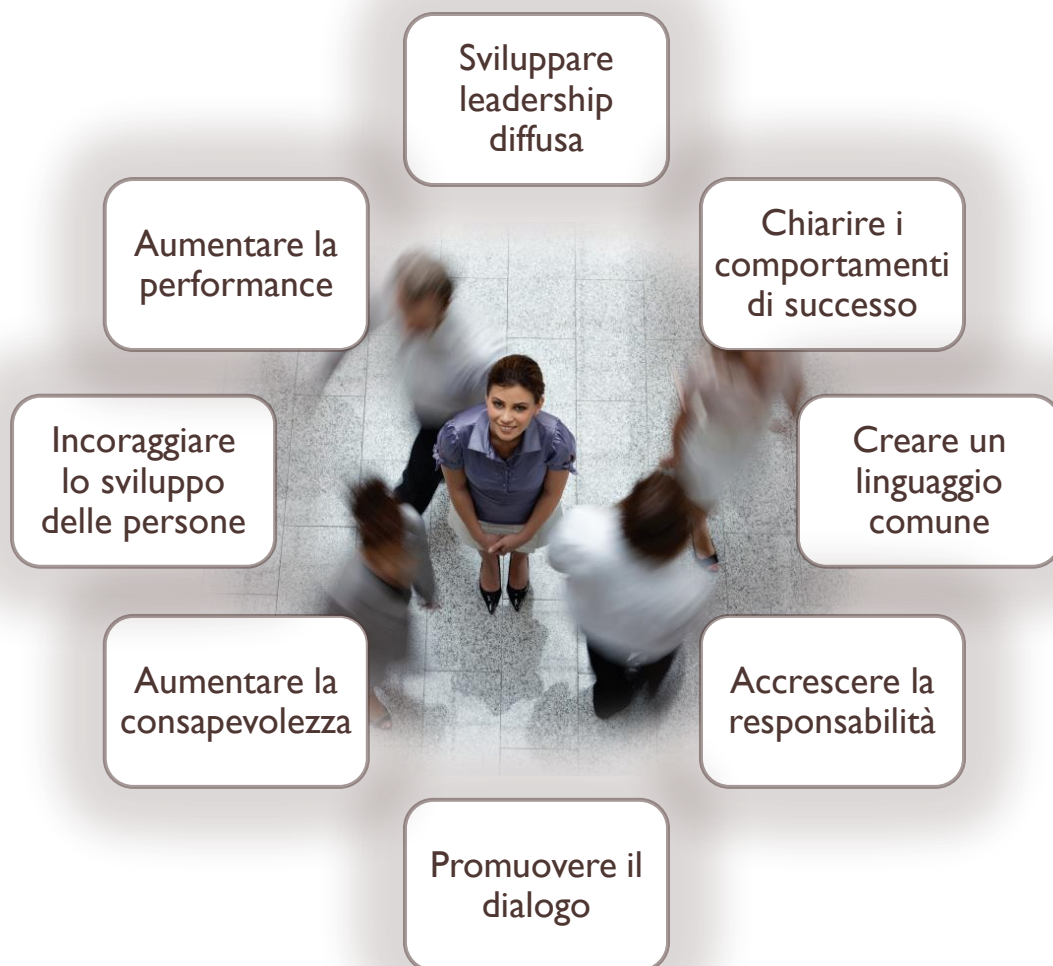 Sviluppare
leadership
diffusa
Chiarire i
comportamenti
di successo
Creare un
linguaggio
comune
Accrescere la
responsabilità
Promuovere il
dialogo
Aumentare la
consapevolezza
Incoraggiare
lo sviluppo
delle persone
Aumentare la
performance